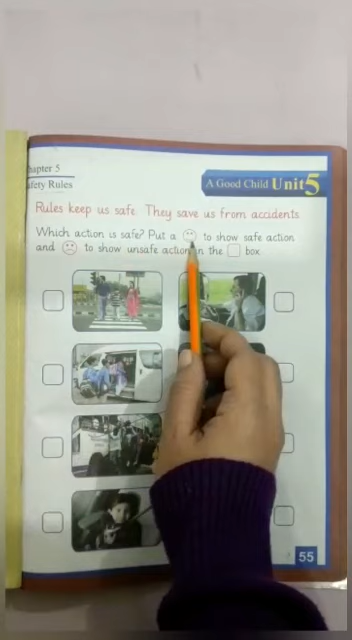 hapter 5
afety Rules
A Good Child Unit 5
Rules keep us safe. They save us from accidents
Which action is safe? Put a to show safe action
and to show unsafe action in the box
55